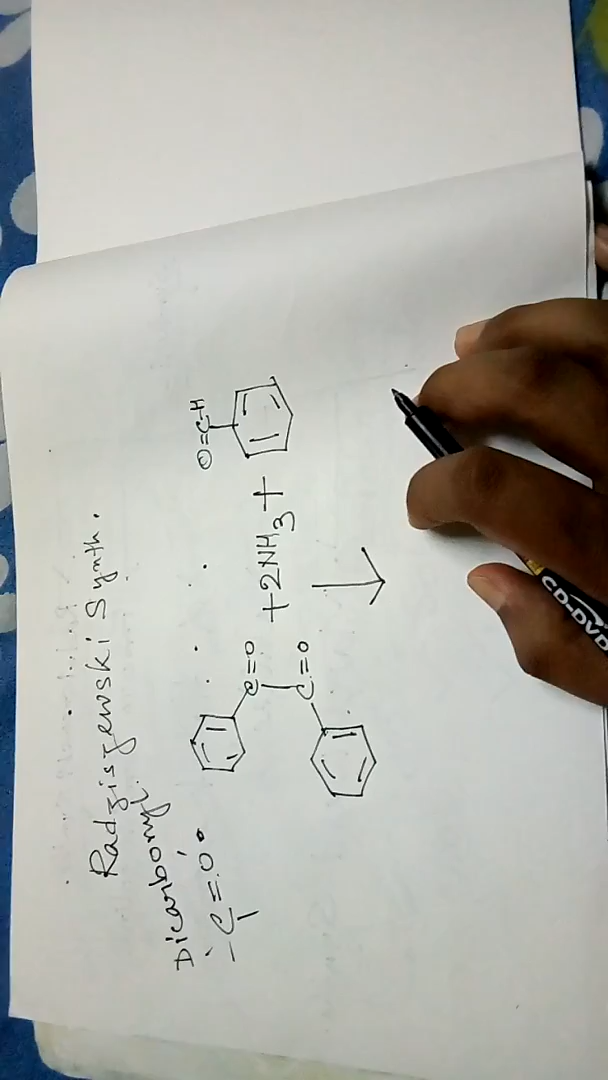 Radziszewski Synth.
Dicarbonyl
-C=O
C=O
C=O
+2NH3+
O=C-H
CD-DVD